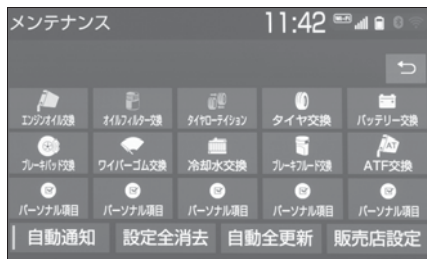 メンテナンス 11:42 Wi-Fi 0
エンジンオイル交換 オイルフィルター交換 タイヤローテイション タイヤ交換 バッテリー交換
ブレーキパッド交換 ワイパーゴム交換 冷却水交換 ブレーキフルード交換 ATF交換
パーソナル項目 パーソナル項目 パーソナル項目 パーソナル項目 パーソナル項目
自動通知 設定全消去 自動全更新 販売店設定